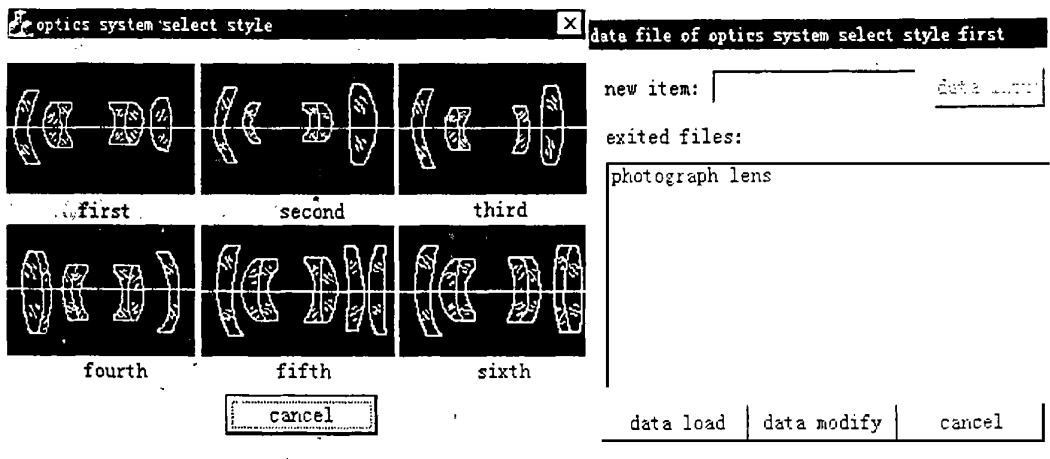 optics system select style
first
second
third
fourth
fifth
sixth
cancel
data file of optics system select style first
new item:
data
exited files:
photograph lens
data load
data modify
cancel